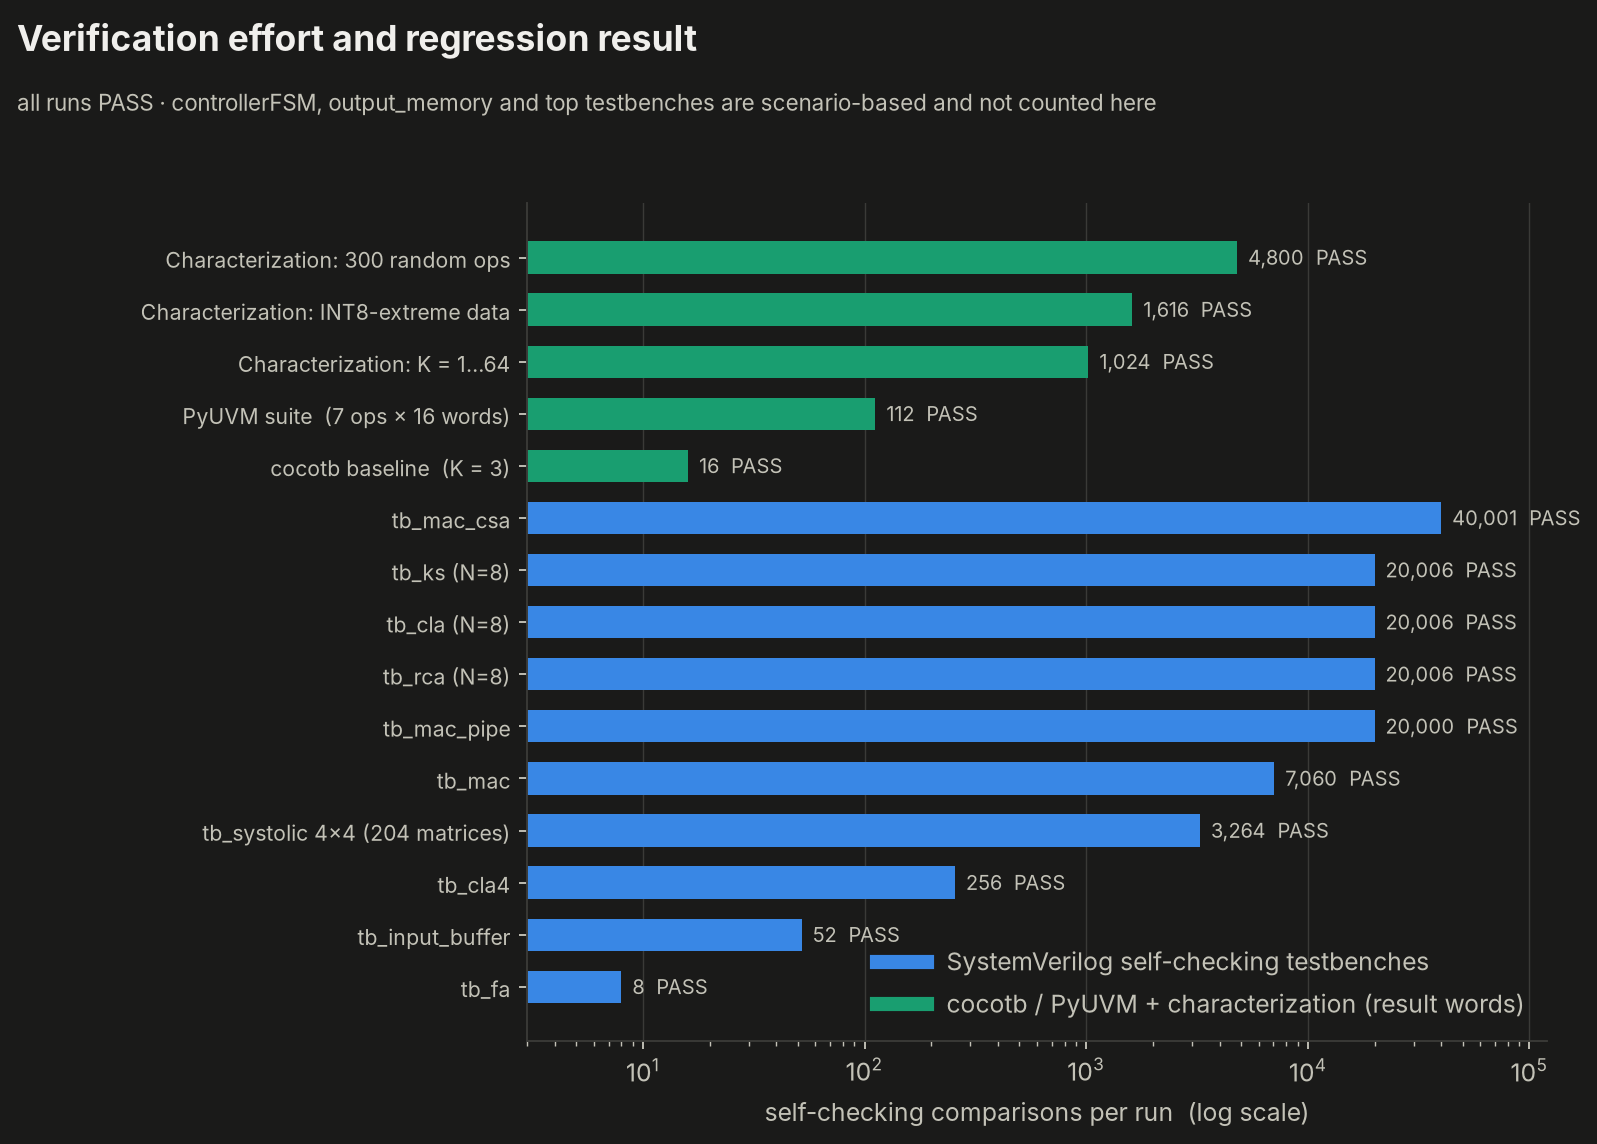 Verification effort and regression result
all runs PASS · controllerFSM, output_memory and top testbenches are scenario-based and not counted here
Characterization: 300 random ops 4,800 PASS
Characterization: INT8-extreme data 1,616 PASS
Characterization: K = 1…64 1,024 PASS
PyUVM suite (7 ops × 16 words) 112 PASS
cocotb baseline (K = 3) 16 PASS
tb_mac_csa 40,001 PASS
tb_ks (N=8) 20,006 PASS
tb_cla (N=8) 20,006 PASS
tb_rca (N=8) 20,006 PASS
tb_mac_pipe 20,000 PASS
tb_mac 7,060 PASS
tb_systolic 4×4 (204 matrices) 3,264 PASS
tb_cla4 256 PASS
tb_input_buffer 52 PASS
SystemVerilog self-checking testbenches
tb_fa 8 PASS
cocotb / PyUVM + characterization (result words)
10¹ 10² 10³ 10⁴ 10⁵
self-checking comparisons per run (log scale)